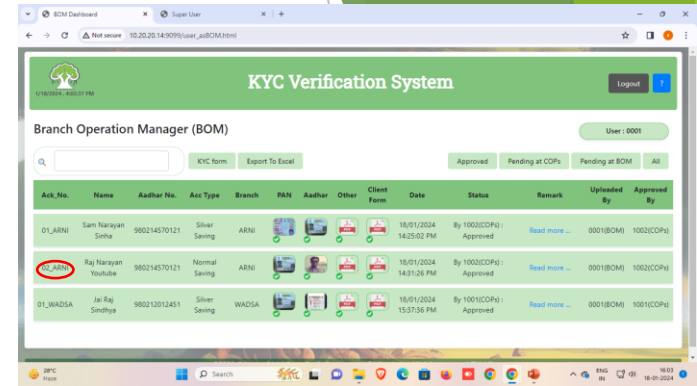 BOM Dashboard
Super User
Not secure 10.20.20.14:9099/user_asBOM.html
KYC Verification System
Logout ?
Branch Operation Manager (BOM)
User : 0001
KYC form Export To Excel Approved Pending at COPs Pending at BOM All
Ack_No. Name Aadhar No. Acc Type Branch PAN Aadhar Other Client Form Date Status Remark Uploaded By Approved By
01_ARNI Sam Narayan Sinha 980214570121 Silver Saving ARNI 18/01/2024 14:25:02 PM By 1002(COPs) : Approved Read more ... 0001(BOM) 1002(COPs)
02_ARNI Raj Narayan Youtube 980214570121 Normal Saving ARNI 18/01/2024 14:31:26 PM By 1002(COPs) : Approved Read more ... 0001(BOM) 1002(COPs)
01_WADSA Jai Raj Sindhya 980212012451 Silver Saving WADSA 18/01/2024 15:37:36 PM By 1001(COPs) : Approved Read more ... 0001(BOM) 1001(COPs)
28°C
Haze
Search
ENG
IN
16:03
18-01-2024